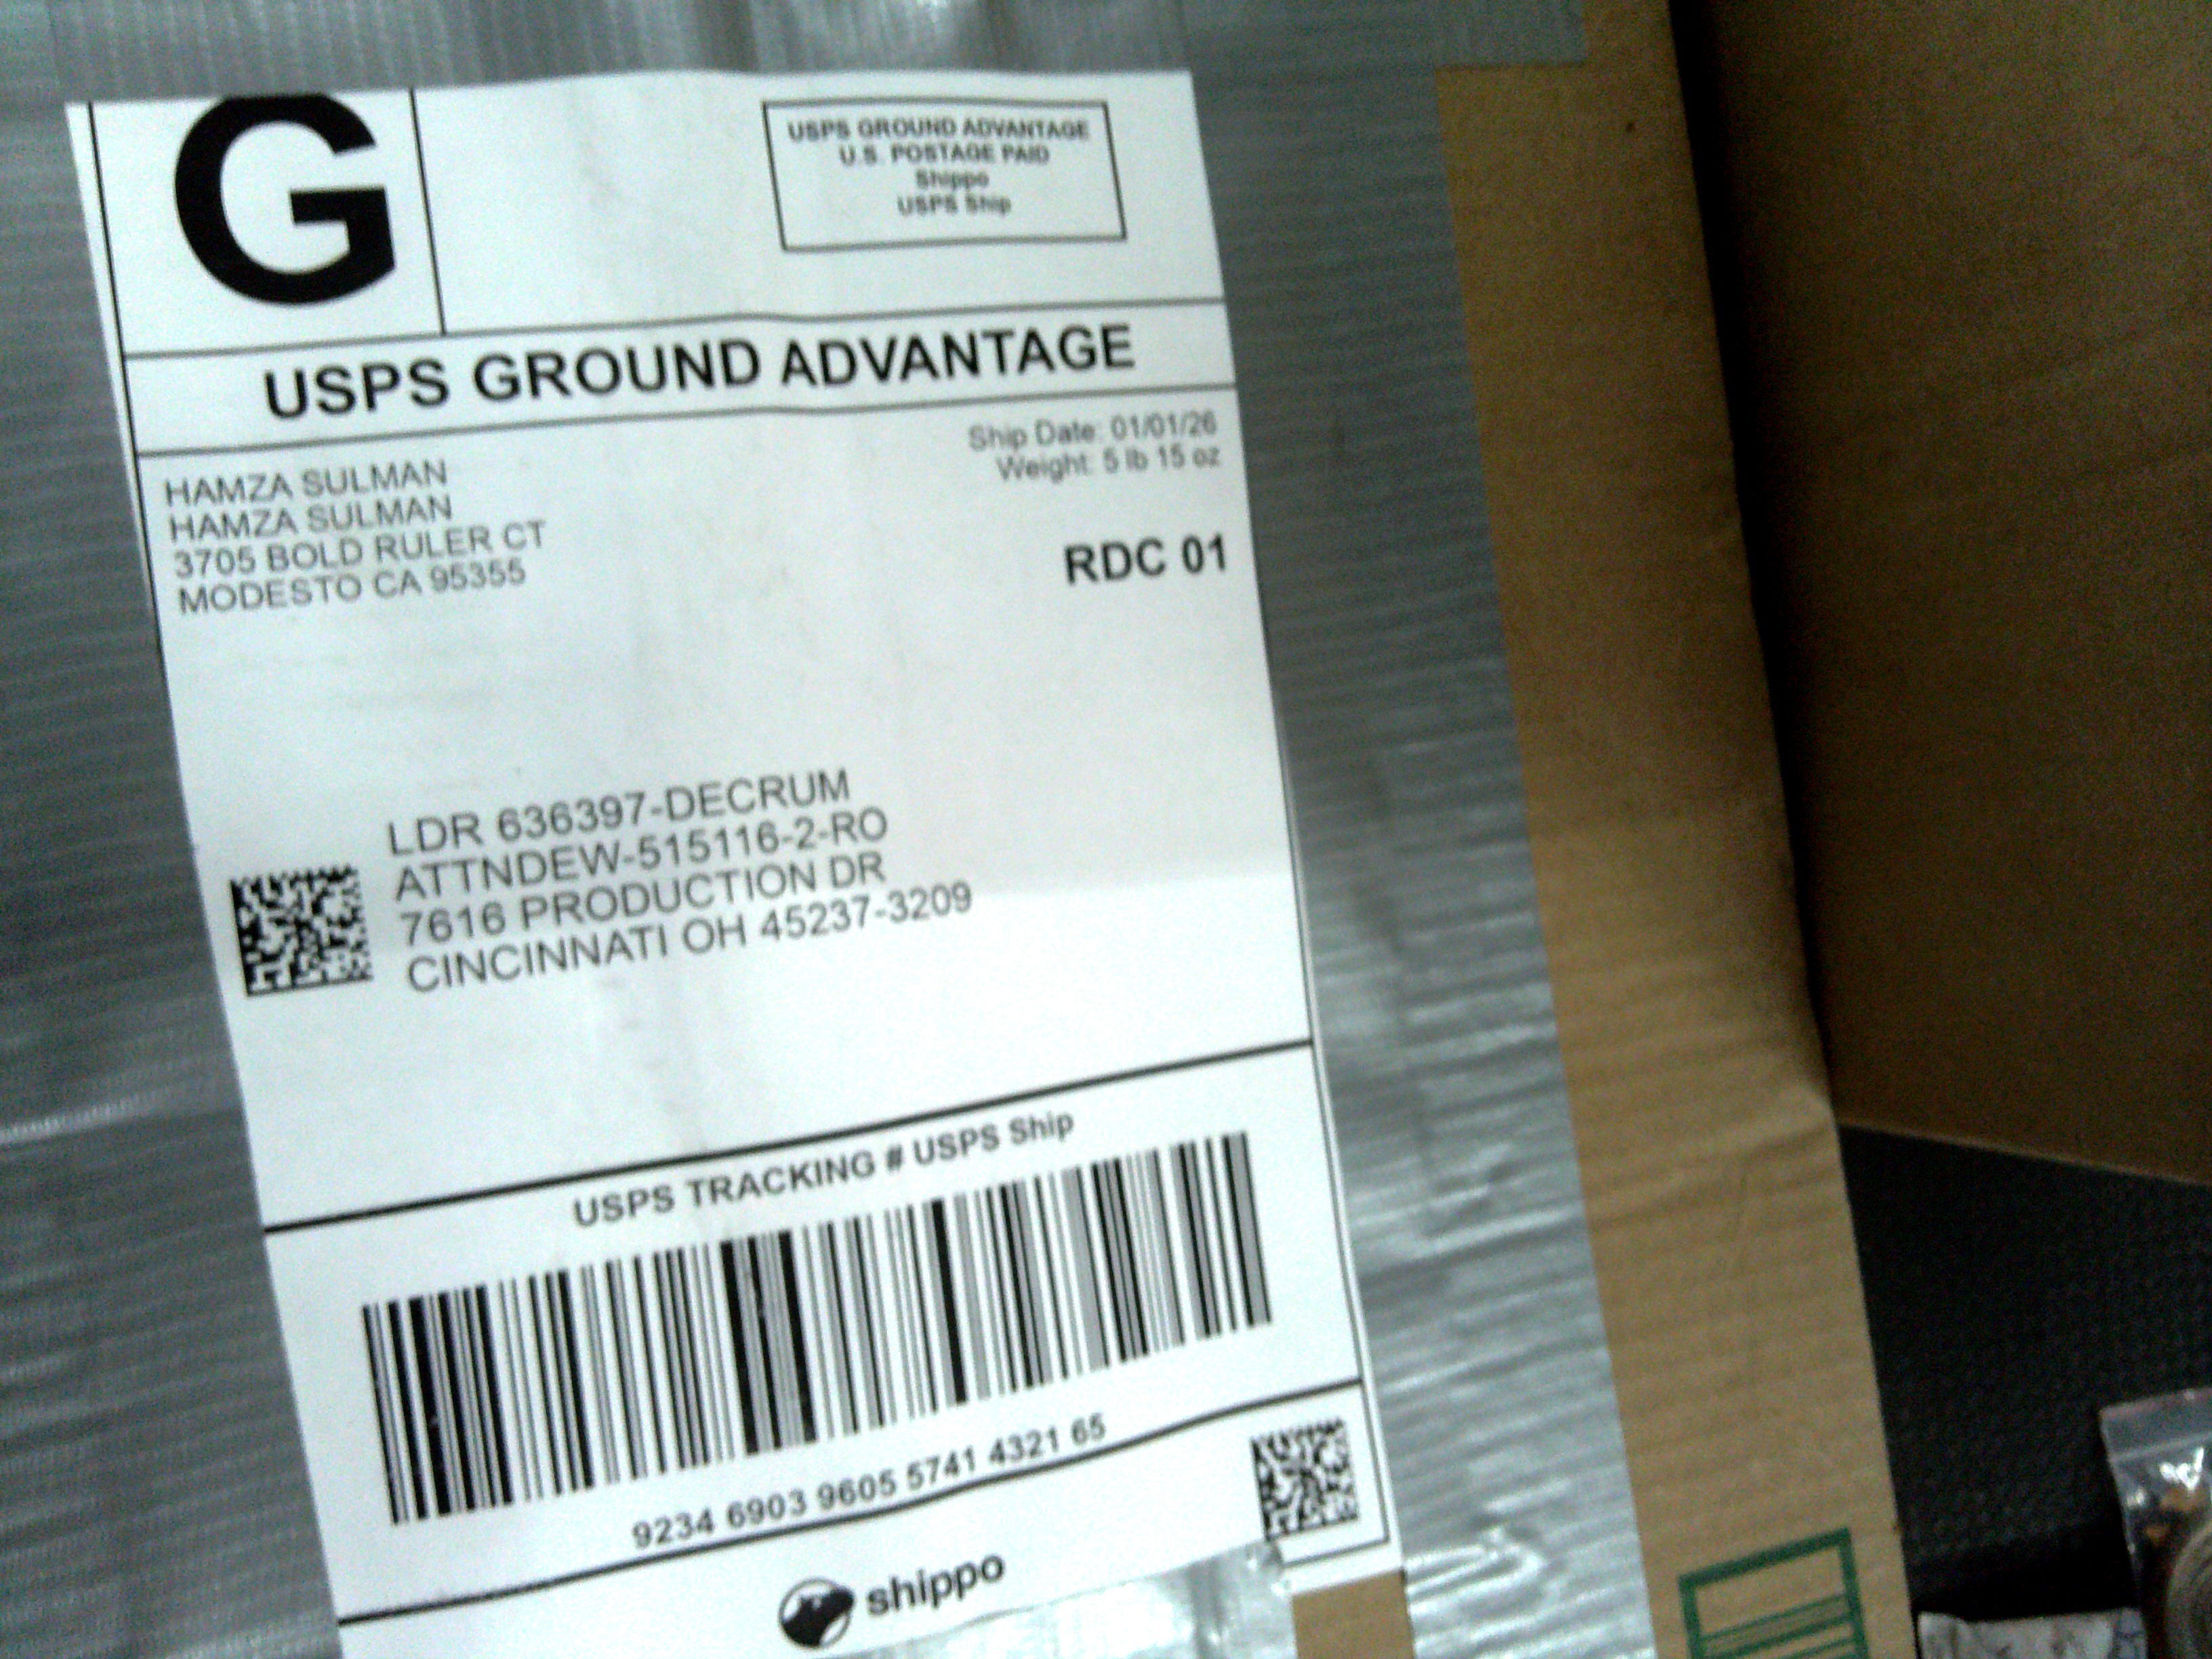 G
USPS GROUND ADVANTAGE
U.S. POSTAGE PAID
Shippo
USPS Ship
USPS GROUND ADVANTAGE
Ship Date: 01/01/26
Weight: 5 lb 15 oz
HAMZA SULMAN
HAMZA SULMAN
3705 BOLD RULER CT
MODESTO CA 95355
RDC 01
LDR 636397-DECRUM
ATTNDEW-515116-2-RO
7616 PRODUCTION DR
CINCINNATI OH 45237-3209
USPS TRACKING # USPS Ship
9234 6903 9605 5741 4321 65
shippo